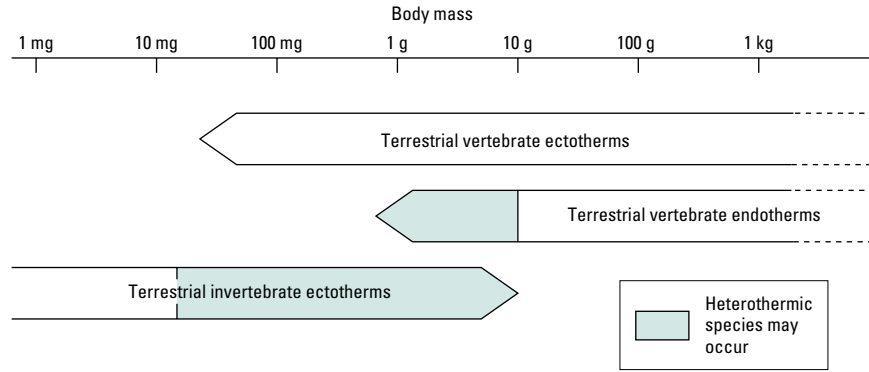 Body mass
1 mg 10 mg 100 mg 1 g 10 g 100 g 1 kg
Terrestrial vertebrate ectotherms
Terrestrial vertebrate endotherms
Terrestrial invertebrate ectotherms
Heterothermic
species may
occur